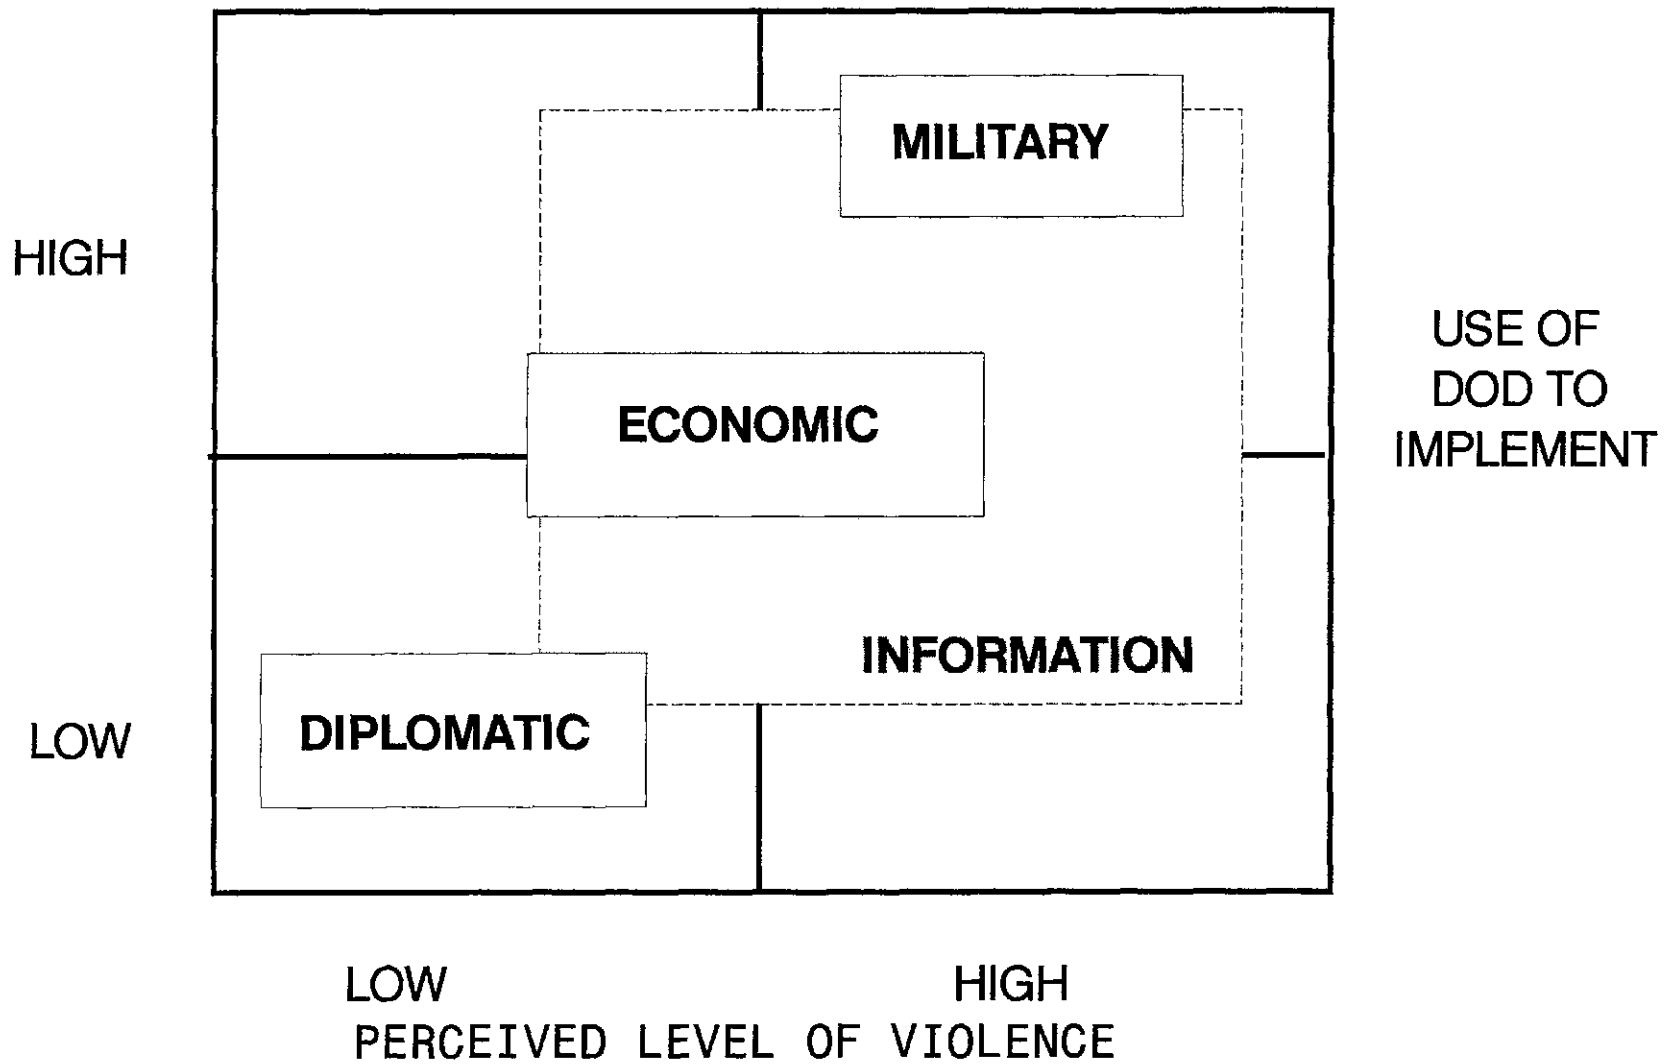 MILITARY
HIGH
USE OF
DOD TO
IMPLEMENT
ECONOMIC
INFORMATION
DIPLOMATIC
LOW
LOW
HIGH
PERCEIVED LEVEL OF VIOLENCE